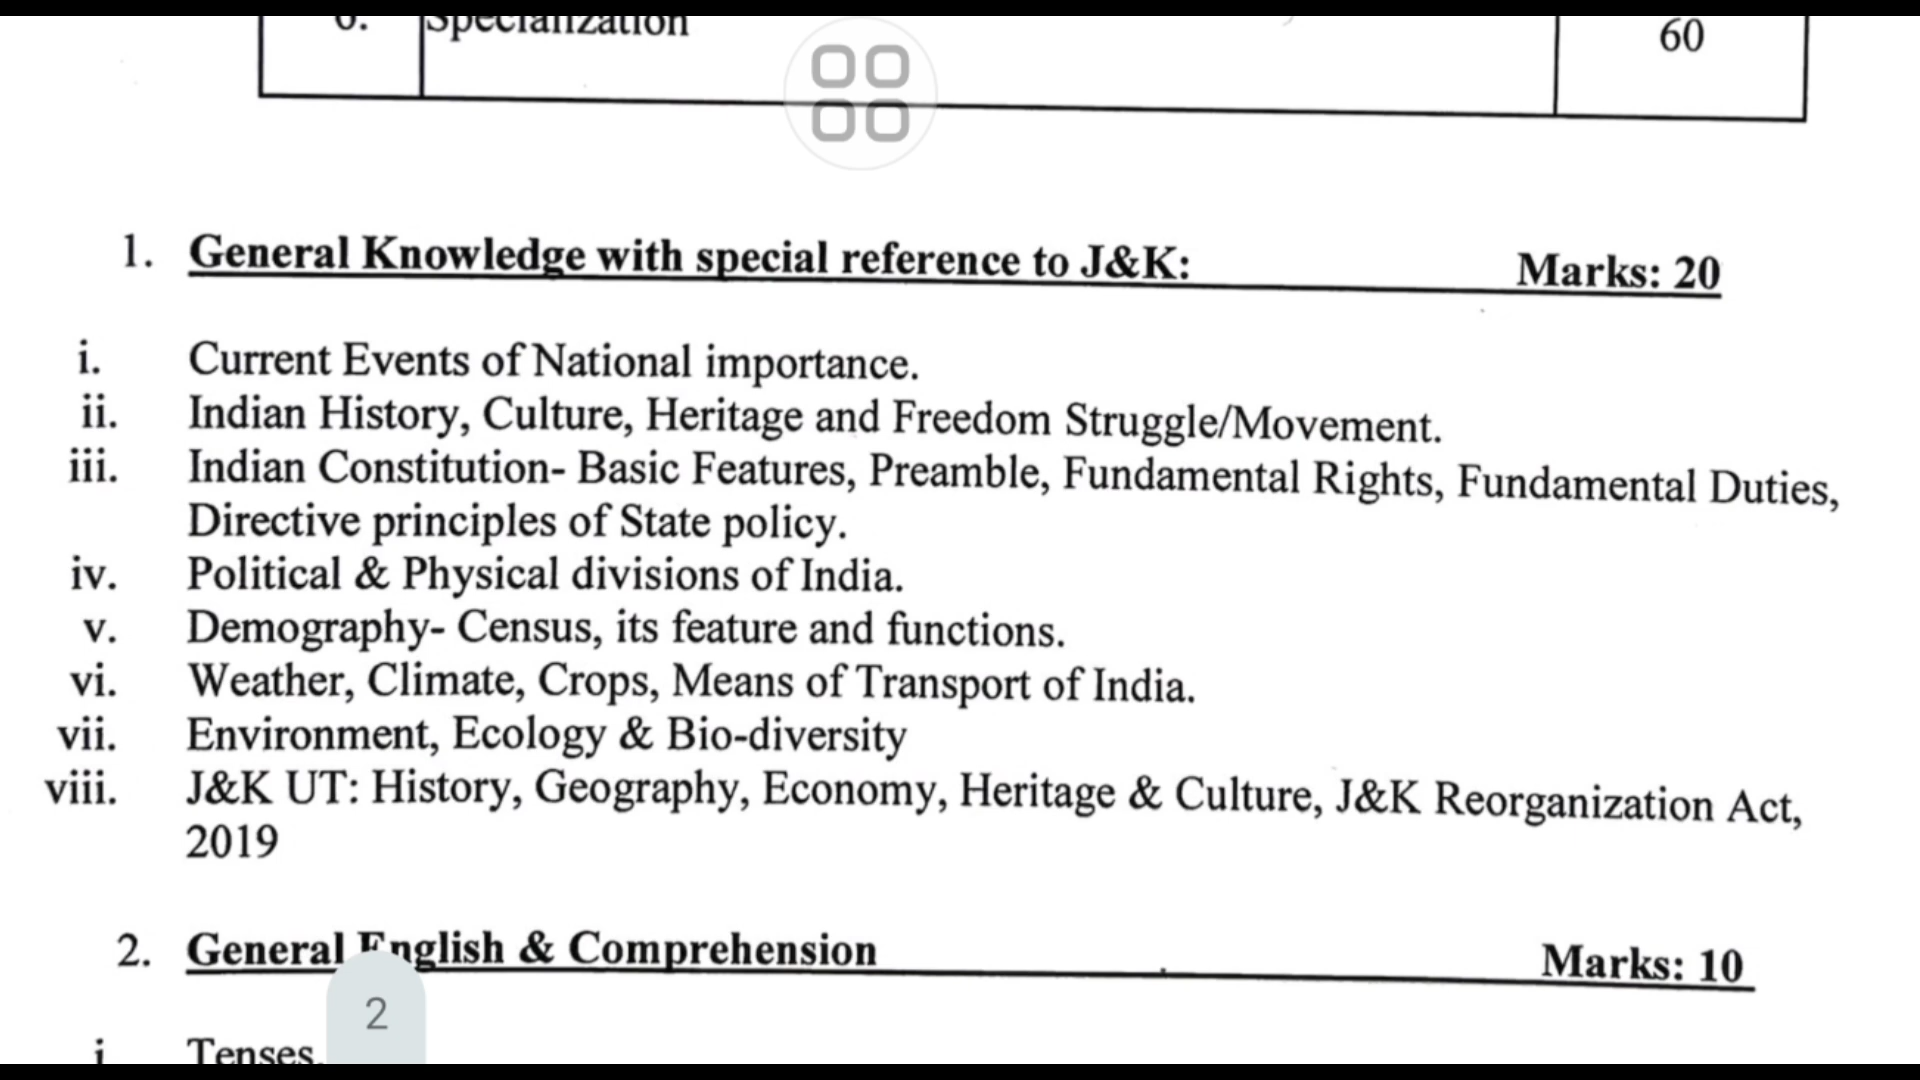 6. Specialization 60
1. General Knowledge with special reference to J&K: Marks: 20
i. Current Events of National importance.
ii. Indian History, Culture, Heritage and Freedom Struggle/Movement.
iii. Indian Constitution- Basic Features, Preamble, Fundamental Rights, Fundamental Duties,
Directive principles of State policy.
iv. Political & Physical divisions of India.
v. Demography- Census, its feature and functions.
vi. Weather, Climate, Crops, Means of Transport of India.
vii. Environment, Ecology & Bio-diversity
viii. J&K UT: History, Geography, Economy, Heritage & Culture, J&K Reorganization Act,
2019
2. General English & Comprehension Marks: 10
2
i Tenses.